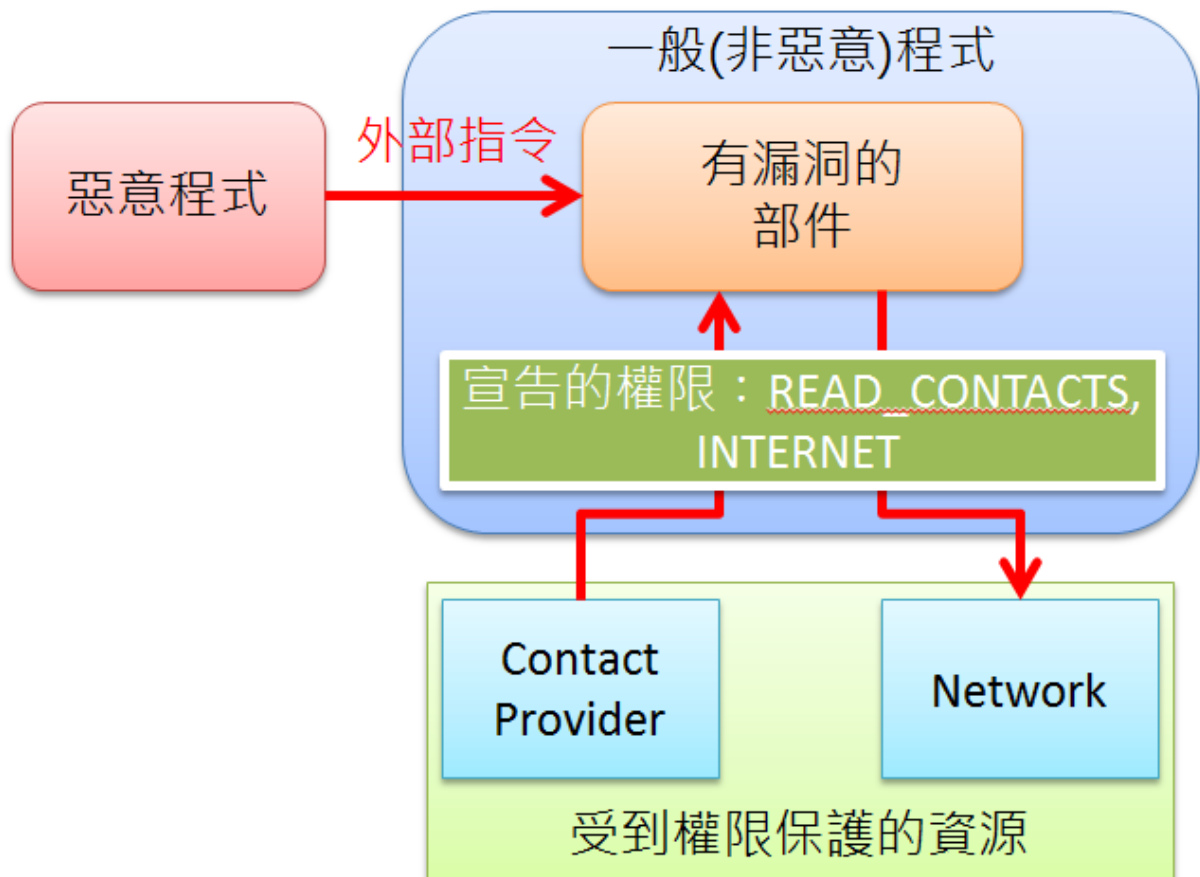 一般(非惡意)程式
惡意程式
外部指令
有漏洞的
部件
宣告的權限：READ_CONTACTS,
INTERNET
Contact
Provider
Network
受到權限保護的資源